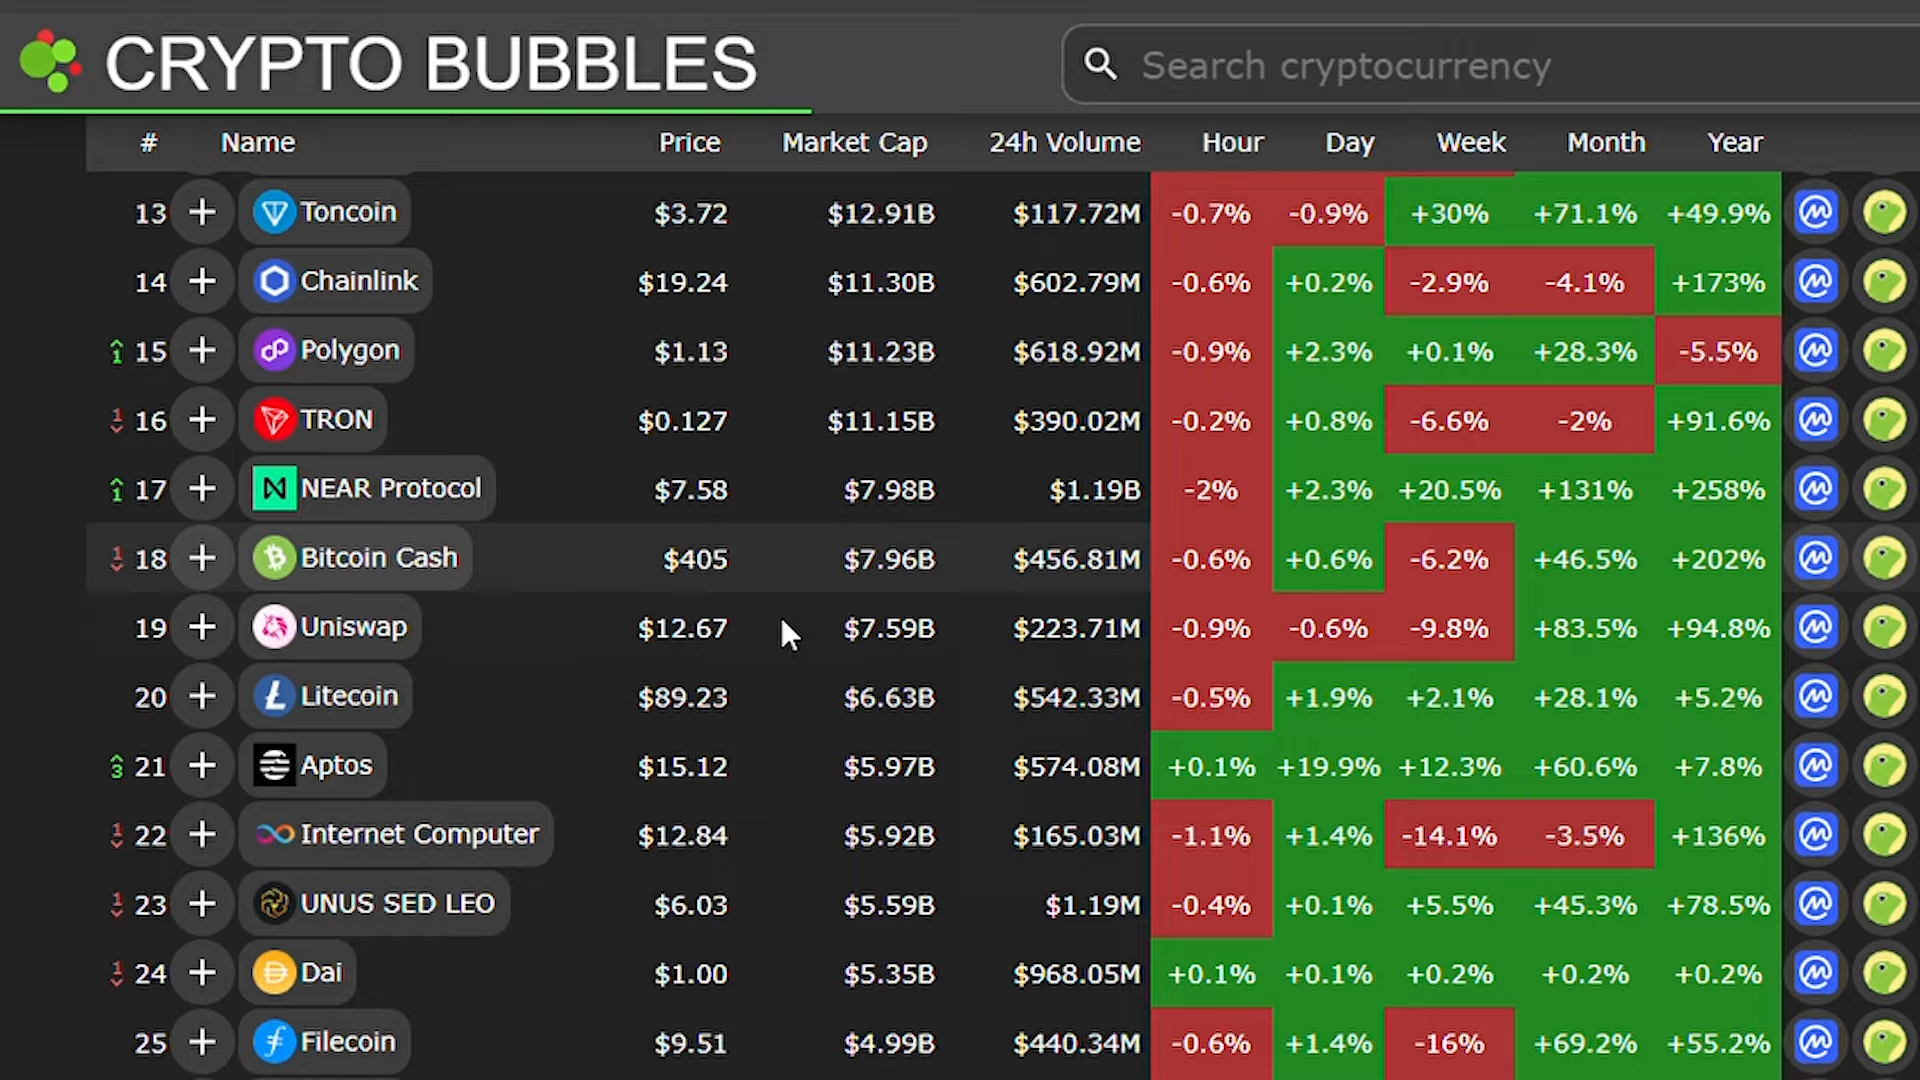 CRYPTO BUBBLES
Search cryptocurrency
# Name Price Market Cap 24h Volume Hour Day Week Month Year
13 + Toncoin $3.72 $12.91B $117.72M -0.7% -0.9% +30% +71.1% +49.9%
14 + Chainlink $19.24 $11.30B $602.79M -0.6% +0.2% -2.9% -4.1% +173%
1 15 + Polygon $1.13 $11.23B $618.92M -0.9% +2.3% +0.1% +28.3% -5.5%
1 16 + TRON $0.127 $11.15B $390.02M -0.2% +0.8% -6.6% -2% +91.6%
1 17 + NEAR Protocol $7.58 $7.98B $1.19B -2% +2.3% +20.5% +131% +258%
1 18 + Bitcoin Cash $405 $7.96B $456.81M -0.6% +0.6% -6.2% +46.5% +202%
19 + Uniswap $12.67 $7.59B $223.71M -0.9% -0.6% -9.8% +83.5% +94.8%
20 + Litecoin $89.23 $6.63B $542.33M -0.5% +1.9% +2.1% +28.1% +5.2%
3 21 + Aptos $15.12 $5.97B $574.08M +0.1% +19.9% +12.3% +60.6% +7.8%
1 22 + Internet Computer $12.84 $5.92B $165.03M -1.1% +1.4% -14.1% -3.5% +136%
1 23 + UNUS SED LEO $6.03 $5.59B $1.19M -0.4% +0.1% +5.5% +45.3% +78.5%
1 24 + Dai $1.00 $5.35B $968.05M +0.1% +0.1% +0.2% +0.2% +0.2%
25 + Filecoin $9.51 $4.99B $440.34M -0.6% +1.4% -16% +69.2% +55.2%